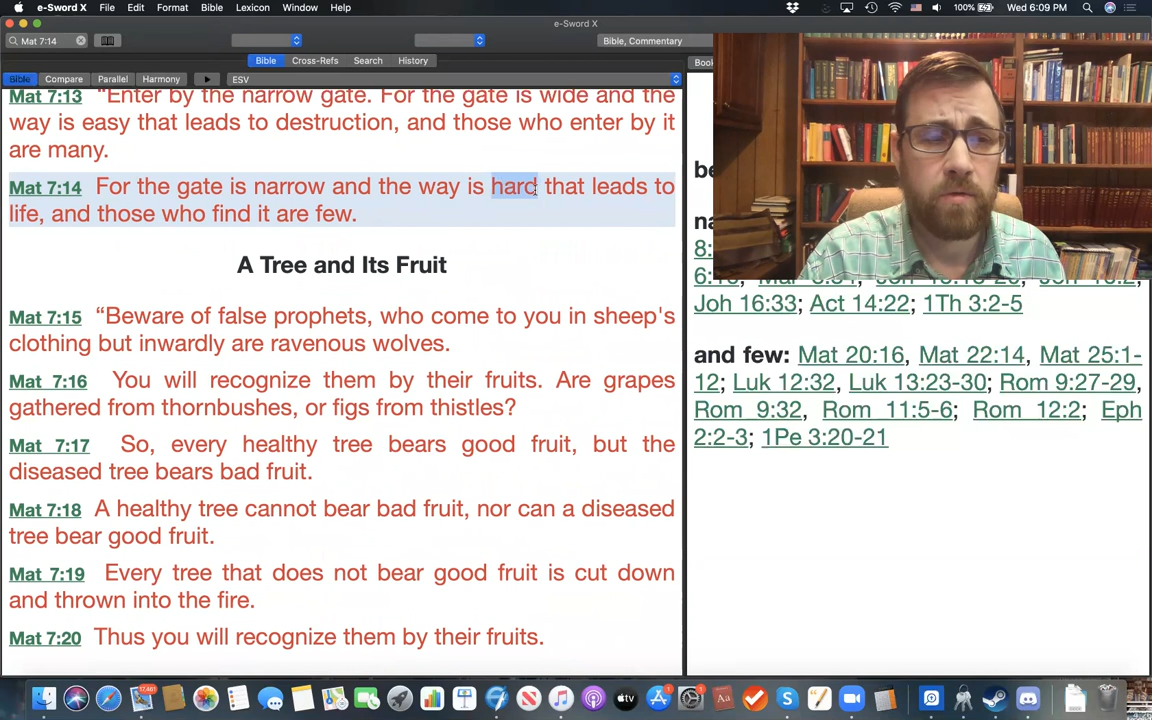 e-Sword X File Edit Format Bible Lexicon Window Help
100% Wed 6:09 PM
e-Sword X
Mat 7:14
Bible, Commentary
Bible Cross-Refs Search History
Book
Bible Compare Parallel Harmony ESV
Mat 7:13 “Enter by the narrow gate. For the gate is wide and the
way is easy that leads to destruction, and those who enter by it
are many.
Mat 7:14 For the gate is narrow and the way is hard that leads to
life, and those who find it are few.
A Tree and Its Fruit
Mat 7:15 “Beware of false prophets, who come to you in sheep's
clothing but inwardly are ravenous wolves.
Mat 7:16 You will recognize them by their fruits. Are grapes
gathered from thornbushes, or figs from thistles?
Mat 7:17 So, every healthy tree bears good fruit, but the
diseased tree bears bad fruit.
Mat 7:18 A healthy tree cannot bear bad fruit, nor can a diseased
tree bear good fruit.
Mat 7:19 Every tree that does not bear good fruit is cut down
and thrown into the fire.
Mat 7:20 Thus you will recognize them by their fruits.
be
na
Joh 16:33; Act 14:22; 1Th 3:2-5
and few: Mat 20:16, Mat 22:14, Mat 25:1-
12; Luk 12:32, Luk 13:23-30; Rom 9:27-29,
Rom 9:32, Rom 11:5-6; Rom 12:2; Eph
2:2-3; 1Pe 3:20-21
17,461
tv